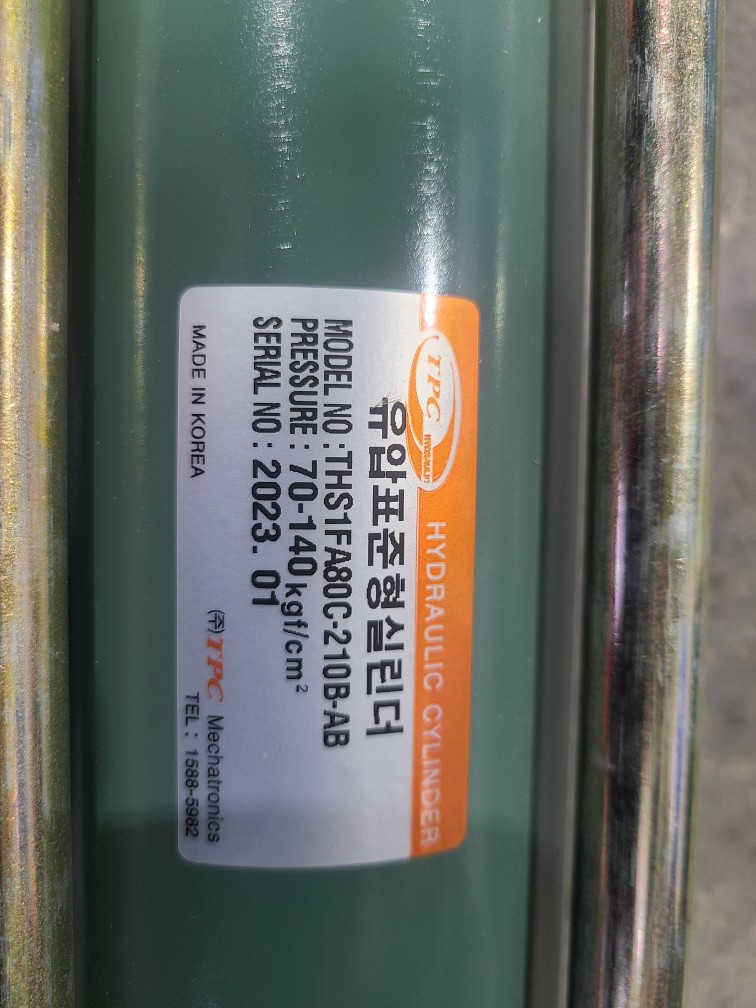 TPC HYDRAULIC
HYDRAULIC CYLINDER
유압표준형실린더
MODEL NO : THS1FA80C-210B-AB
PRESSURE : 70-140 kgf/cm²
SERIAL NO : 2023. 01
(주)TPC Mechatronics
MADE IN KOREA
TEL : 1588-5982